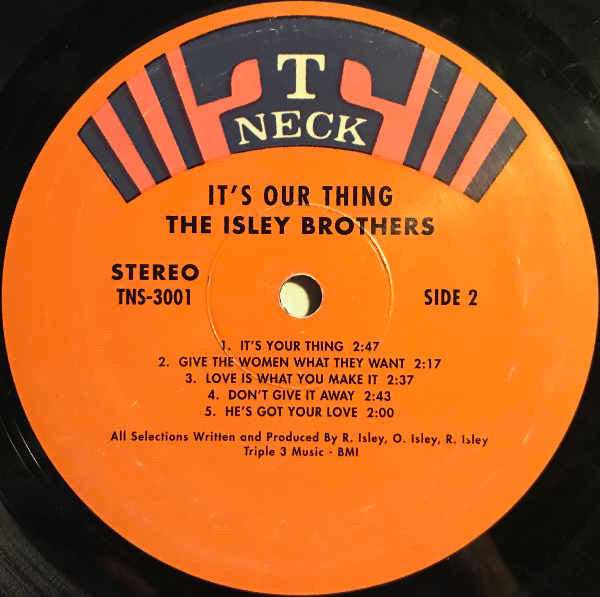 T
NECK
IT'S OUR THING
THE ISLEY BROTHERS
STEREO
TNS-3001
SIDE 2
1. IT'S YOUR THING 2:47
2. GIVE THE WOMEN WHAT THEY WANT 2:17
3. LOVE IS WHAT YOU MAKE IT 2:37
4. DON'T GIVE IT AWAY 2:43
5. HE'S GOT YOUR LOVE 2:00
All Selections Written and Produced By R. Isley, O. Isley, R. Isley
Triple 3 Music - BMI